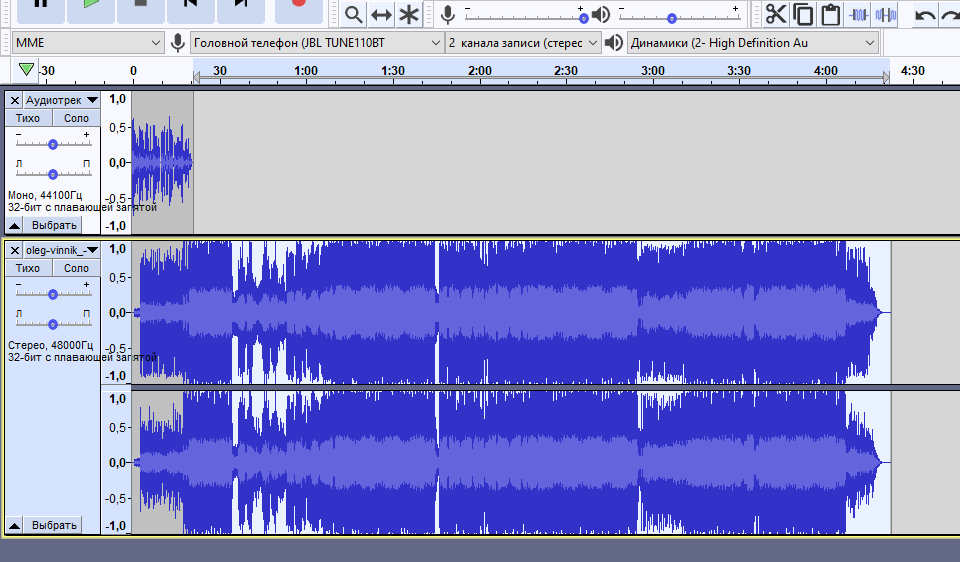 MME Головной телефон (JBL TUNE110BT 2 канала записи (стерес Динамики (2- High Definition Au
-30 0 30 1:00 1:30 2:00 2:30 3:00 3:30 4:00 4:30
Аудиотрек
1,0
Тихо Соло
0,5-
- +
0,0-
Л П
Моно, 44100Гц
-0,5-
32-бит с плавающей запятой
Выбрать
-1,0
oleg-vinnik_-
1,0
Тихо Соло
0,5-
- +
0,0-
Л П
Стерео, 48000Гц
-0,5-
32-бит с плавающей запятой
-1,0
1,0
0,5-
0,0-
-0,5-
Выбрать
-1,0